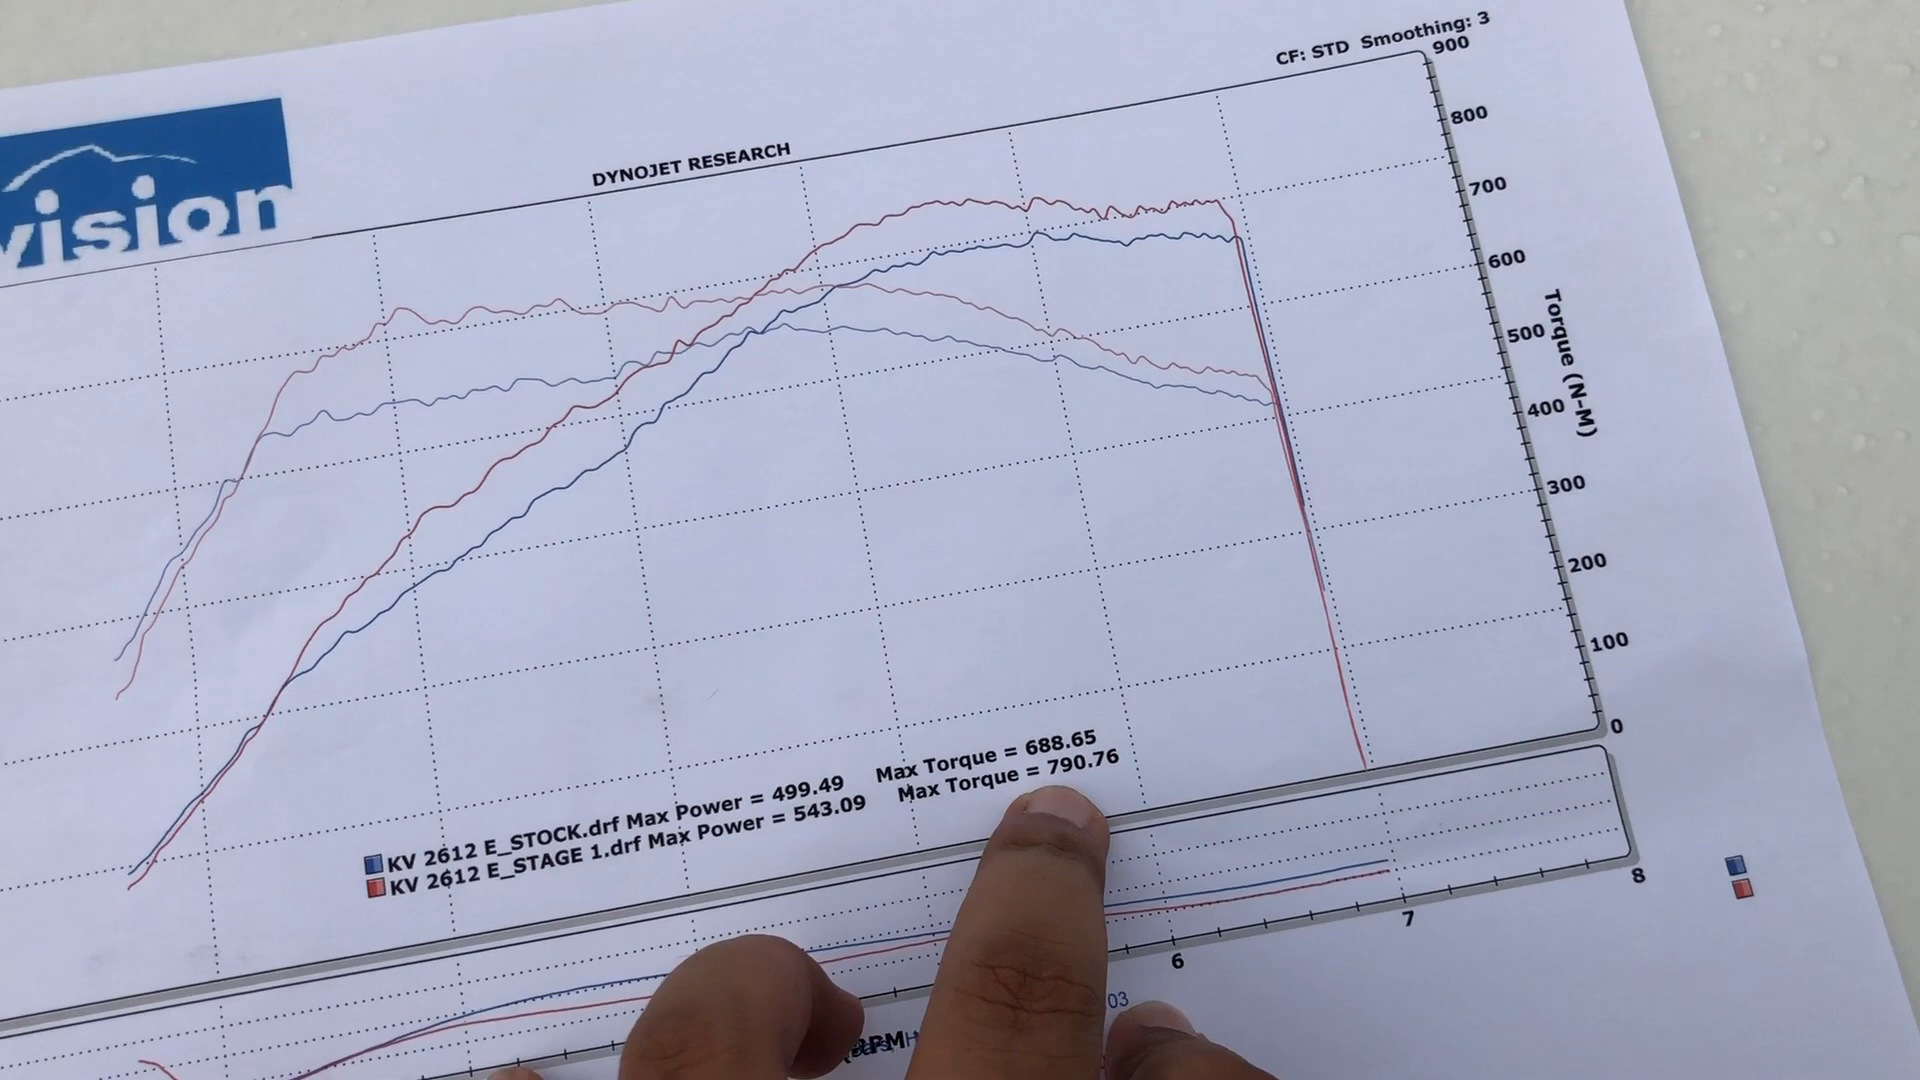 CF: STD Smoothing: 3
vision
DYNOJET RESEARCH
900
800
700
600
500
400
300
200
100
0
Torque (N-M)
KV 2612 E_STOCK.drf Max Power = 499.49 Max Torque = 688.65
KV 2612 E_STAGE 1.drf Max Power = 543.09 Max Torque = 790.76
6
7
8
03